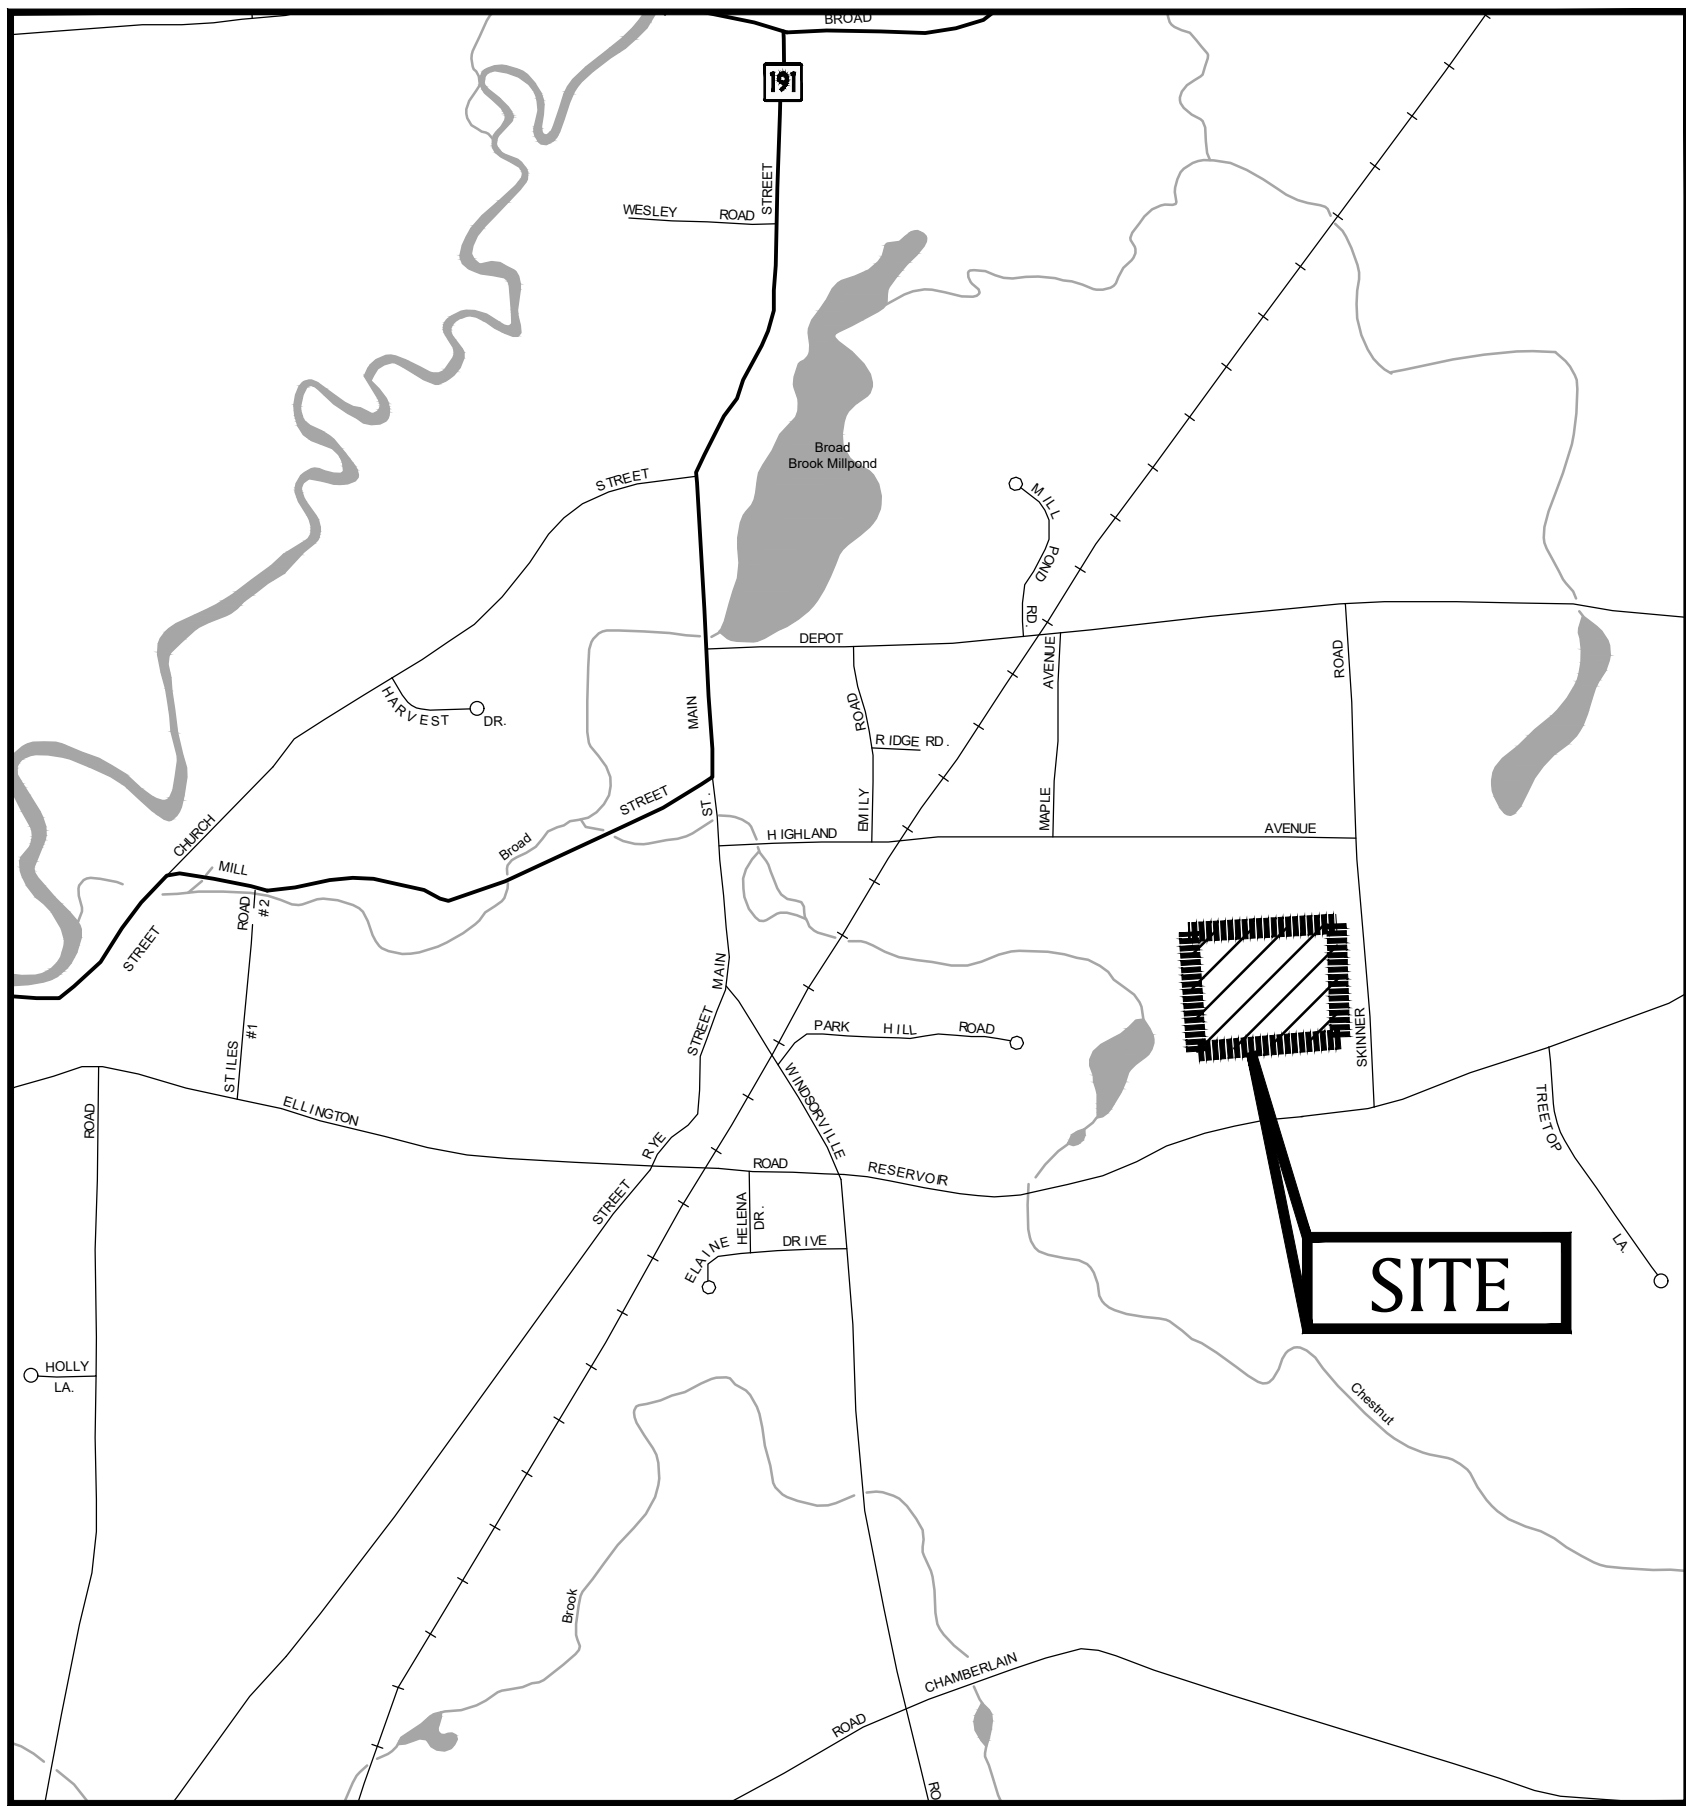 BROAD
191
STREET
WESLEY ROAD
Broad
Brook Millpond
STREET
MILL
POND
RD.
DEPOT
AVENUE
ROAD
HARVEST
DR.
MAIN
ROAD
RIDGE RD.
STREET
ST.
EMILY
MAPLE
HIGHLAND
AVENUE
CHURCH
Broad
MILL
ROAD
#2
STREET
MAIN
#1
STREET
PARK HILL ROAD
SKINNER
STILES
WINDSORVILLE
ROAD
ELLINGTON
TREETOP
RYE
ROAD
RESERVOIR
STREET
HELENA
DR.
ELAINE
DRIVE
LA.
SITE
HOLLY
LA.
Chestnut
Brook
CHAMBERLAIN
ROAD
RO